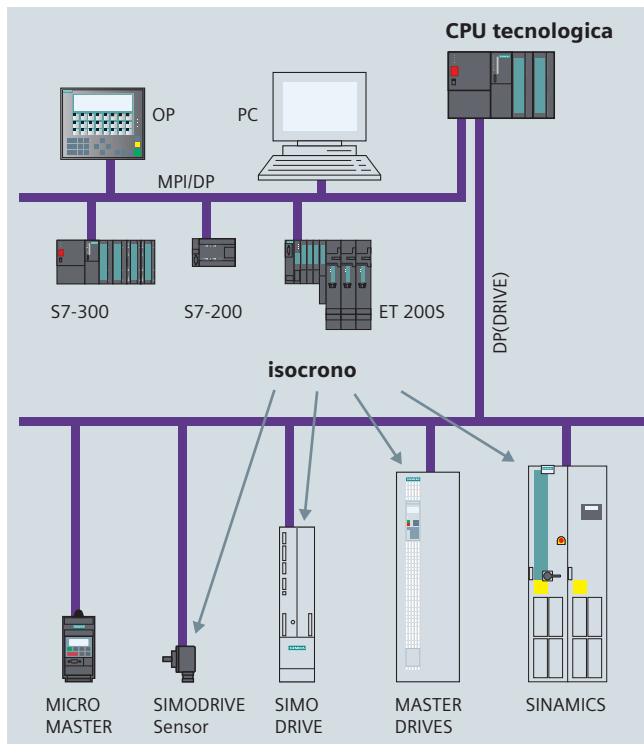 CPU tecnologica
OP
PC
MPI/DP
S7-300
S7-200
ET 200S
DP(DRIVE)
isocrono
MICRO
MASTER
SIMODRIVE
Sensor
SIMO
DRIVE
MASTER
DRIVES
SINAMICS